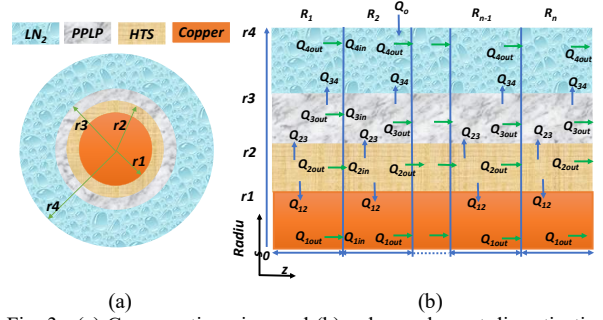 Qo
LN2 PPLP HTS Copper
r3 r2
r1
r4
r4 R1 R2 Rn-1 Rn
Q4out Q4in Q4out Q4out Q4out
Q34 Q34 Q34 Q34
r3
Q3out Q3in Q3out Q3out
Q23 Q23 Q23 Q23
r2
Q2out Q2in Q2out Q2out Q2out
r1
Q12 Q12 Q12 Q12
Q1out Q1in Q1out Q1out Q1out
Radiu
s
0
z
(a) (b)